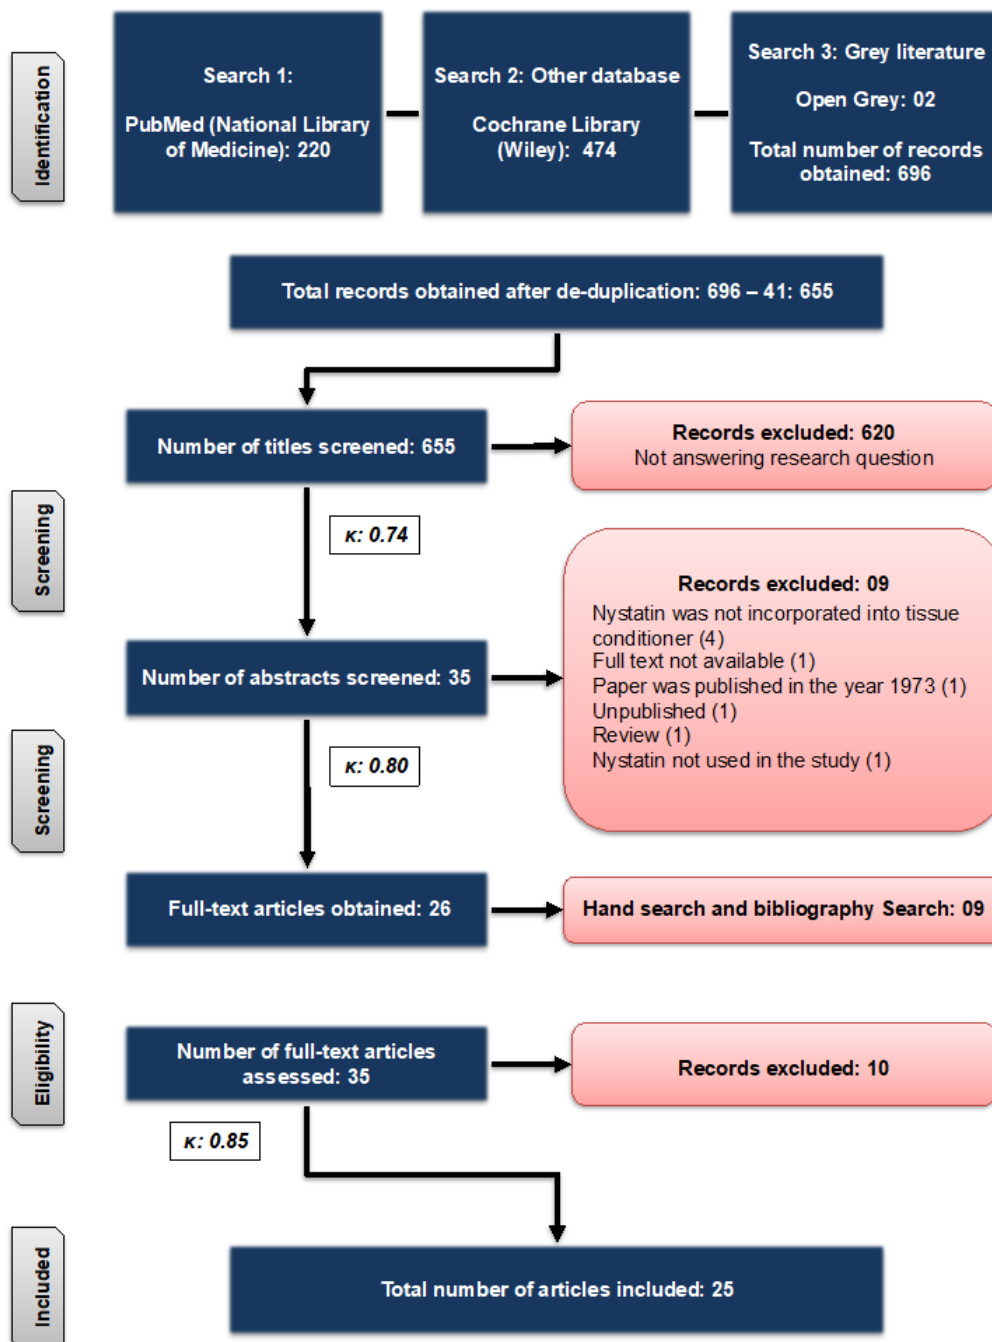 Identification
Search 1:
PubMed (National Library
of Medicine): 220
Search 2: Other database
Cochrane Library
(Wiley): 474
Search 3: Grey literature
Open Grey: 02
Total number of records
obtained: 696
Total records obtained after de-duplication: 696 – 41: 655
Number of titles screened: 655
Records excluded: 620
Not answering research question
Screening
κ: 0.74
Records excluded: 09
Nystatin was not incorporated into tissue
conditioner (4)
Full text not available (1)
Paper was published in the year 1973 (1)
Unpublished (1)
Review (1)
Nystatin not used in the study (1)
Number of abstracts screened: 35
Screening
κ: 0.80
Full-text articles obtained: 26
Hand search and bibliography Search: 09
Eligibility
Number of full-text articles
assessed: 35
Records excluded: 10
κ: 0.85
Included
Total number of articles included: 25